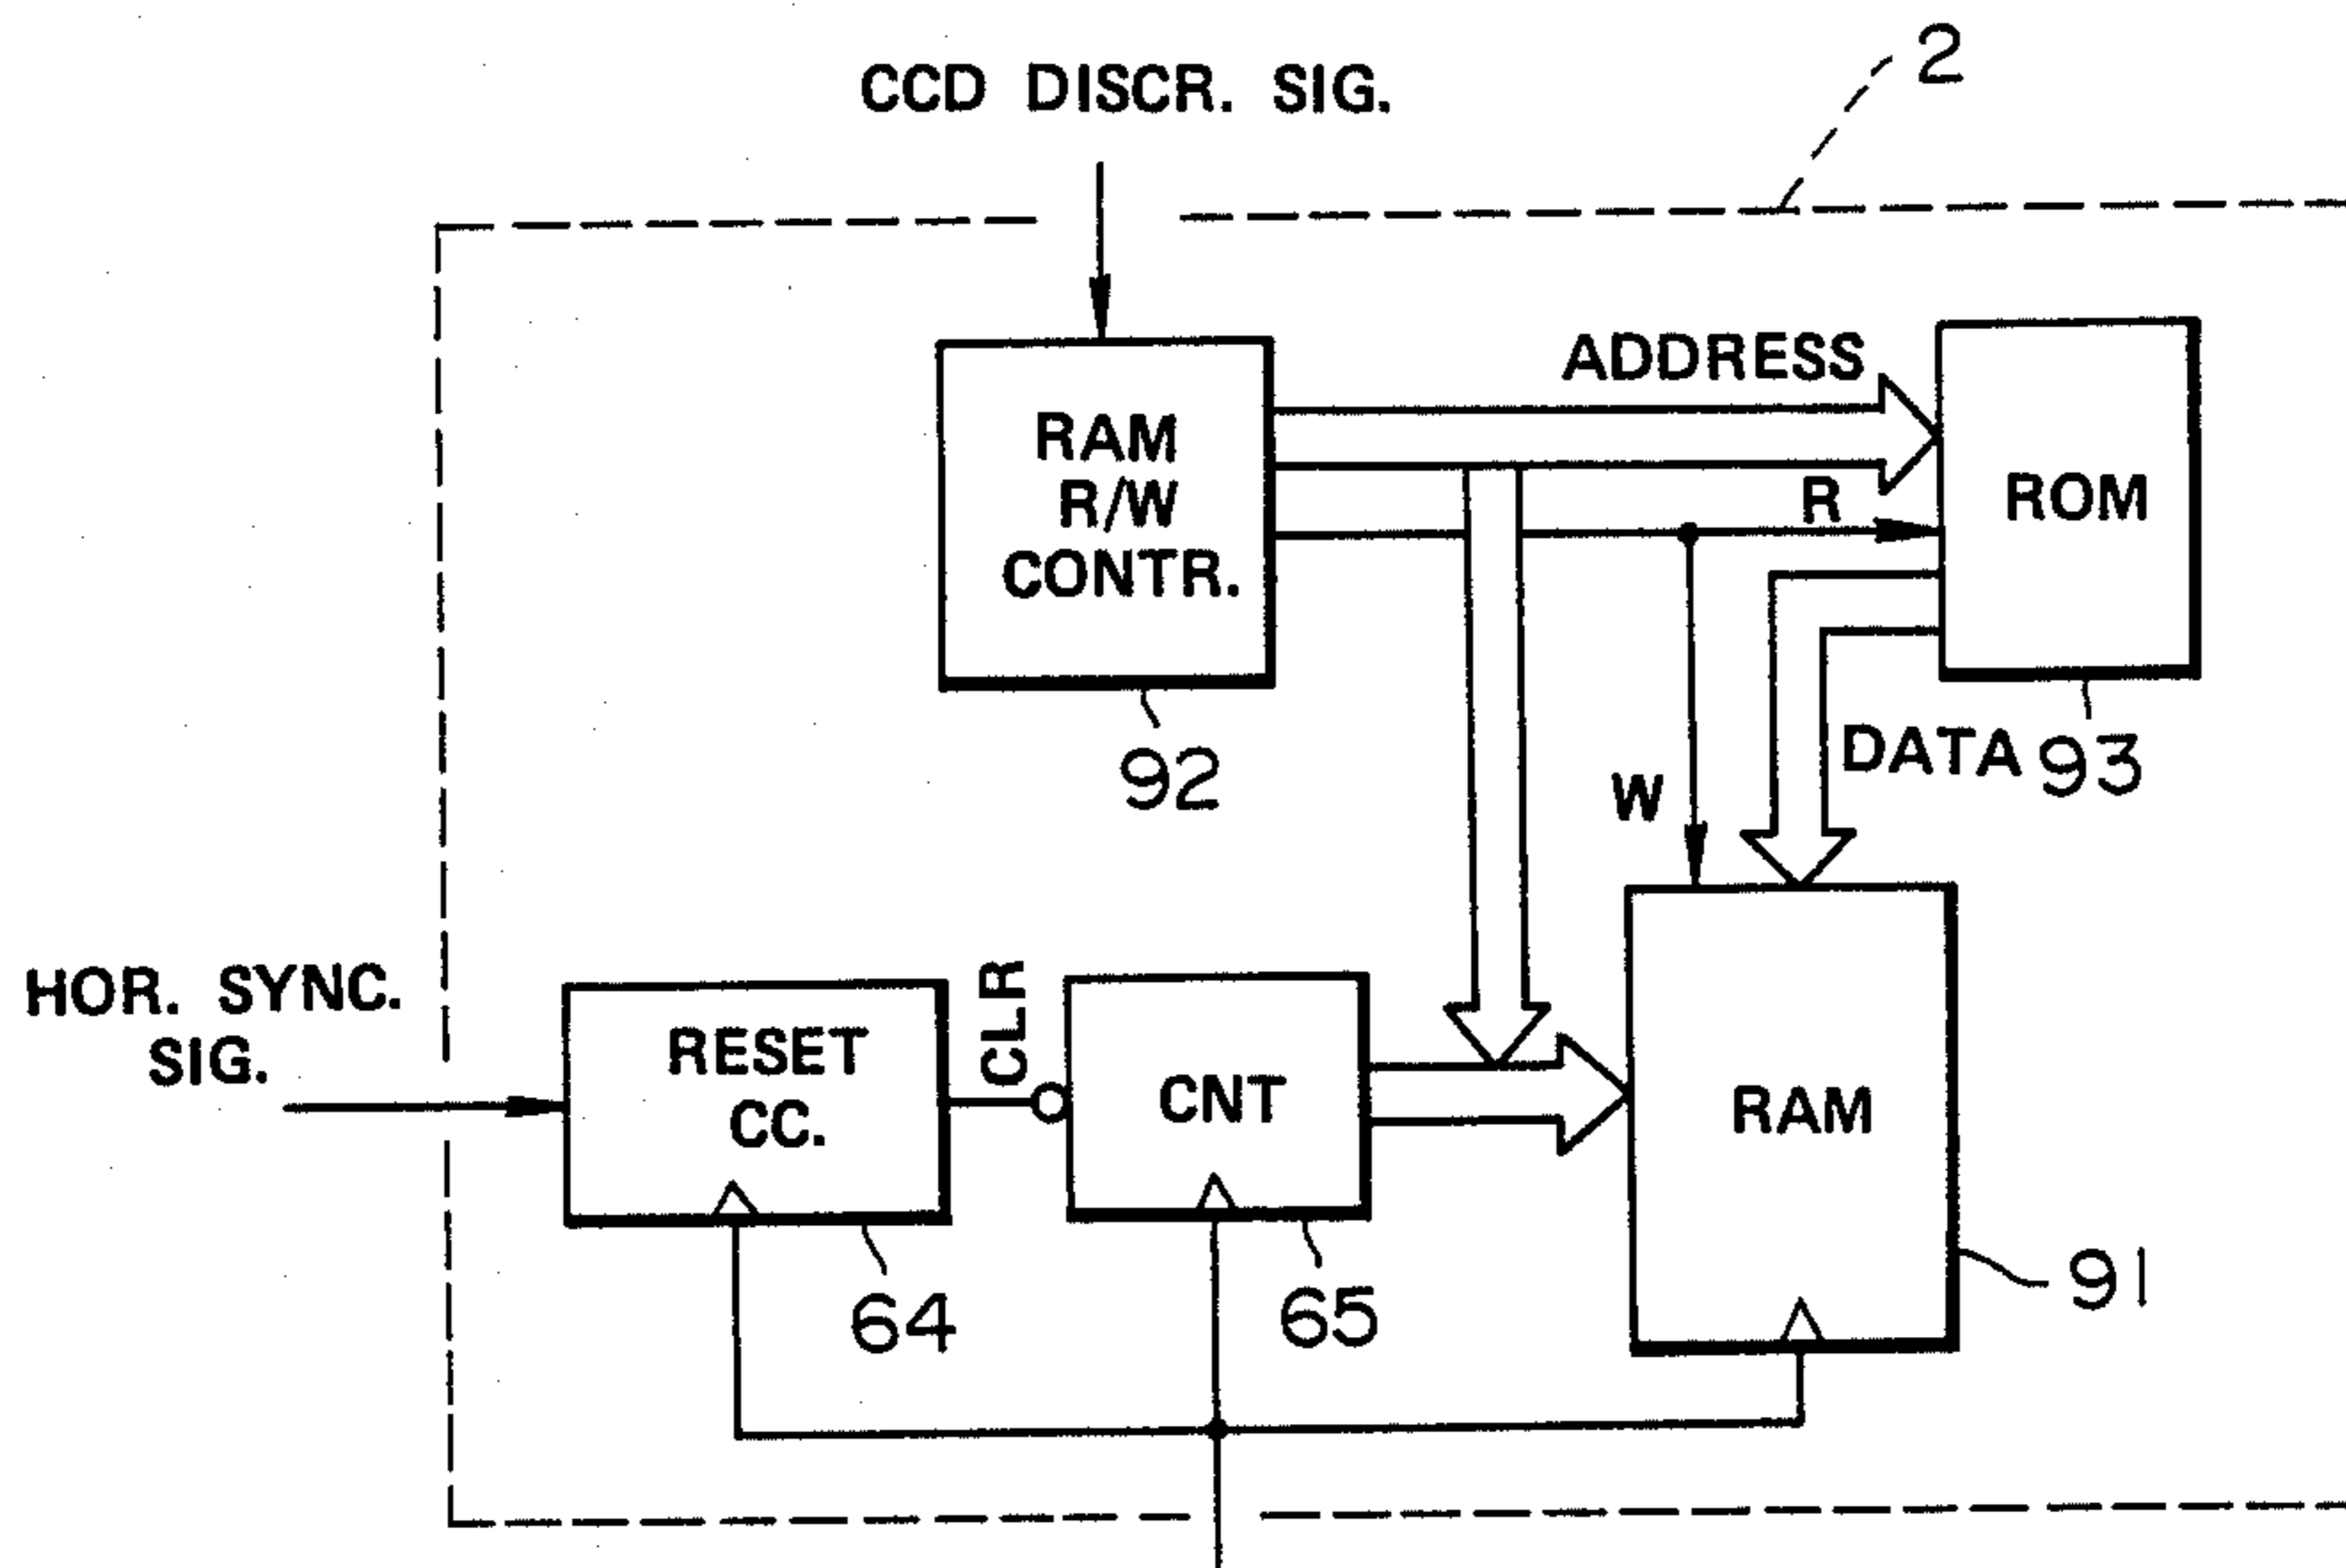 2
CCD DISCR. SIG.
ADDRESS
RAM
R/W
CONTR.
R
ROM
92
W
DATA
93
HOR. SYNC.
SIG.
RESET
CC.
CLR
CNT
RAM
64
65
91